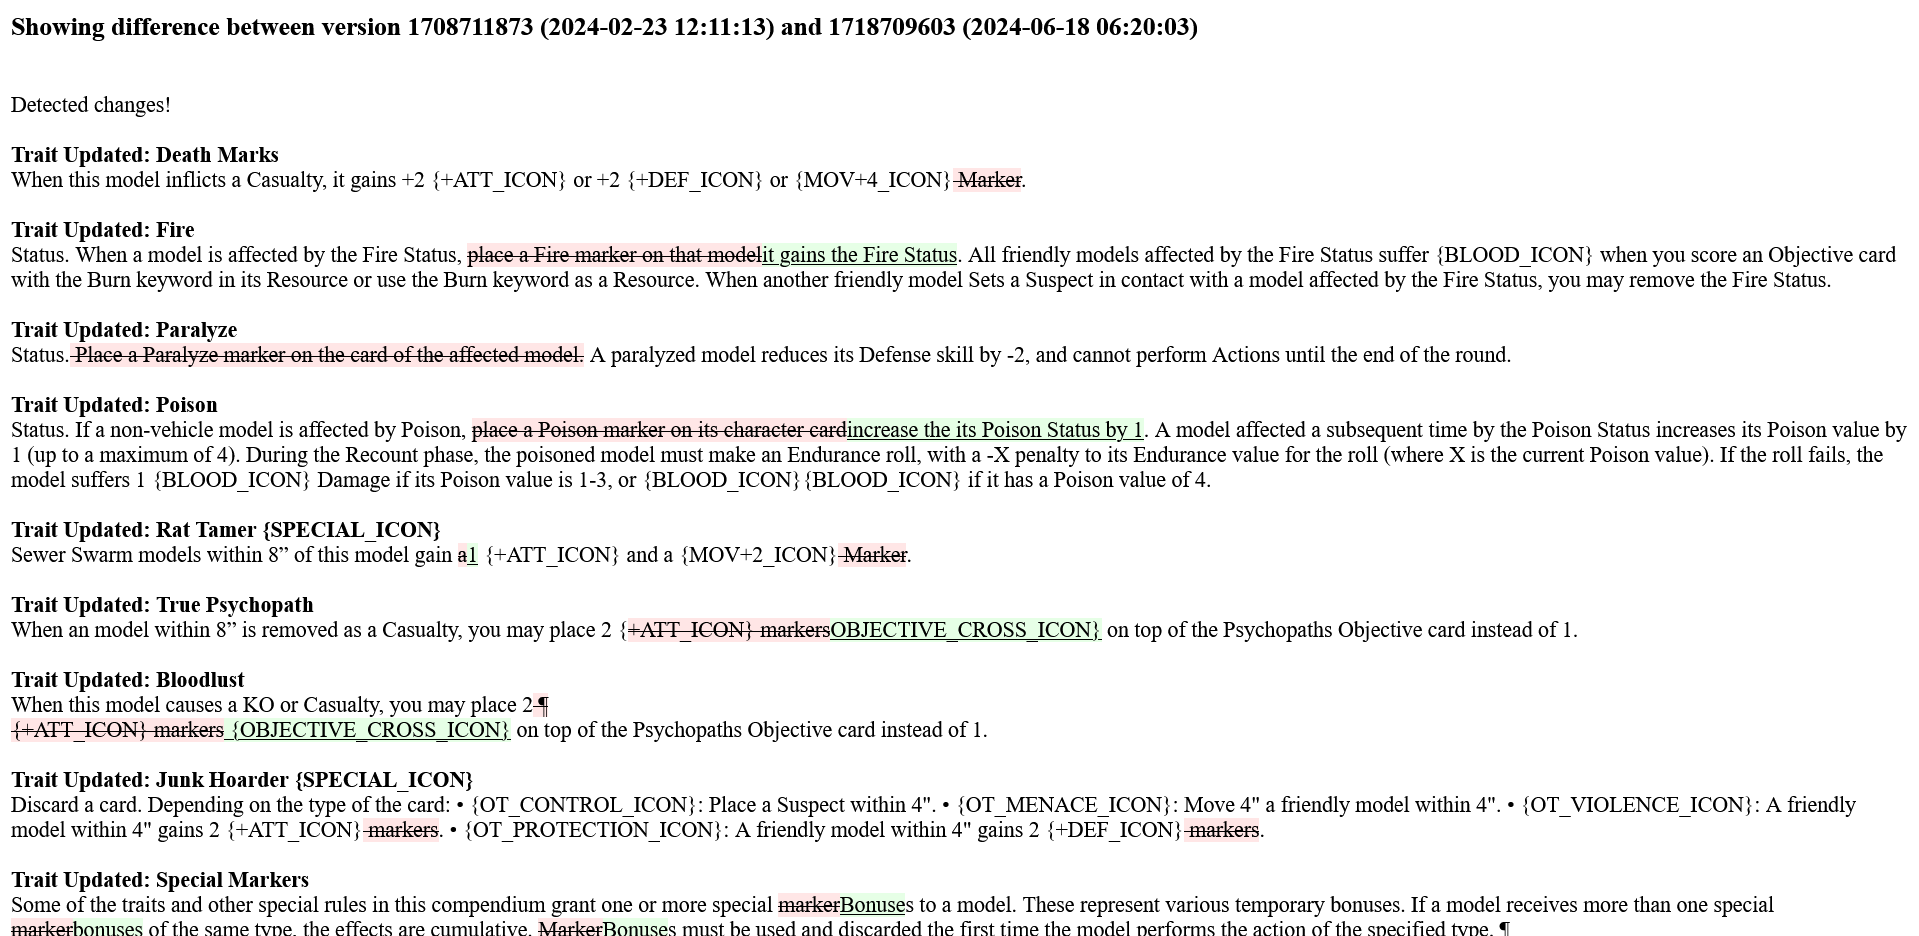 Showing difference between version 1708711873 (2024-02-23 12:11:13) and 1718709603 (2024-06-18 06:20:03)
Detected changes!
Trait Updated: Death Marks
When this model inflicts a Casualty, it gains +2 {+ATT_ICON} or +2 {+DEF_ICON} or {MOV+4_ICON} Marker.
Trait Updated: Fire
Status. When a model is affected by the Fire Status, place a Fire marker on that modelit gains the Fire Status. All friendly models affected by the Fire Status suffer {BLOOD_ICON} when you score an Objective card
with the Burn keyword in its Resource or use the Burn keyword as a Resource. When another friendly model Sets a Suspect in contact with a model affected by the Fire Status, you may remove the Fire Status.
Trait Updated: Paralyze
Status. Place a Paralyze marker on the card of the affected model. A paralyzed model reduces its Defense skill by -2, and cannot perform Actions until the end of the round.
Trait Updated: Poison
Status. If a non-vehicle model is affected by Poison, place a Poison marker on its character cardincrease the its Poison Status by 1. A model affected a subsequent time by the Poison Status increases its Poison value by
1 (up to a maximum of 4). During the Recount phase, the poisoned model must make an Endurance roll, with a -X penalty to its Endurance value for the roll (where X is the current Poison value). If the roll fails, the
model suffers 1 {BLOOD_ICON} Damage if its Poison value is 1-3, or {BLOOD_ICON}{BLOOD_ICON} if it has a Poison value of 4.
Trait Updated: Rat Tamer {SPECIAL_ICON}
Sewer Swarm models within 8” of this model gain a1 {+ATT_ICON} and a {MOV+2_ICON} Marker.
Trait Updated: True Psychopath
When an model within 8” is removed as a Casualty, you may place 2 {+ATT_ICON} markersOBJECTIVE_CROSS_ICON} on top of the Psychopaths Objective card instead of 1.
Trait Updated: Bloodlust
When this model causes a KO or Casualty, you may place 2 ¶
{+ATT_ICON} markers {OBJECTIVE_CROSS_ICON} on top of the Psychopaths Objective card instead of 1.
Trait Updated: Junk Hoarder {SPECIAL_ICON}
Discard a card. Depending on the type of the card: • {OT_CONTROL_ICON}: Place a Suspect within 4". • {OT_MENACE_ICON}: Move 4" a friendly model within 4". • {OT_VIOLENCE_ICON}: A friendly
model within 4" gains 2 {+ATT_ICON} markers. • {OT_PROTECTION_ICON}: A friendly model within 4" gains 2 {+DEF_ICON} markers.
Trait Updated: Special Markers
Some of the traits and other special rules in this compendium grant one or more special markerBonuses to a model. These represent various temporary bonuses. If a model receives more than one special
markerbonuses of the same type, the effects are cumulative. MarkerBonuses must be used and discarded the first time the model performs the action of the specified type. ¶